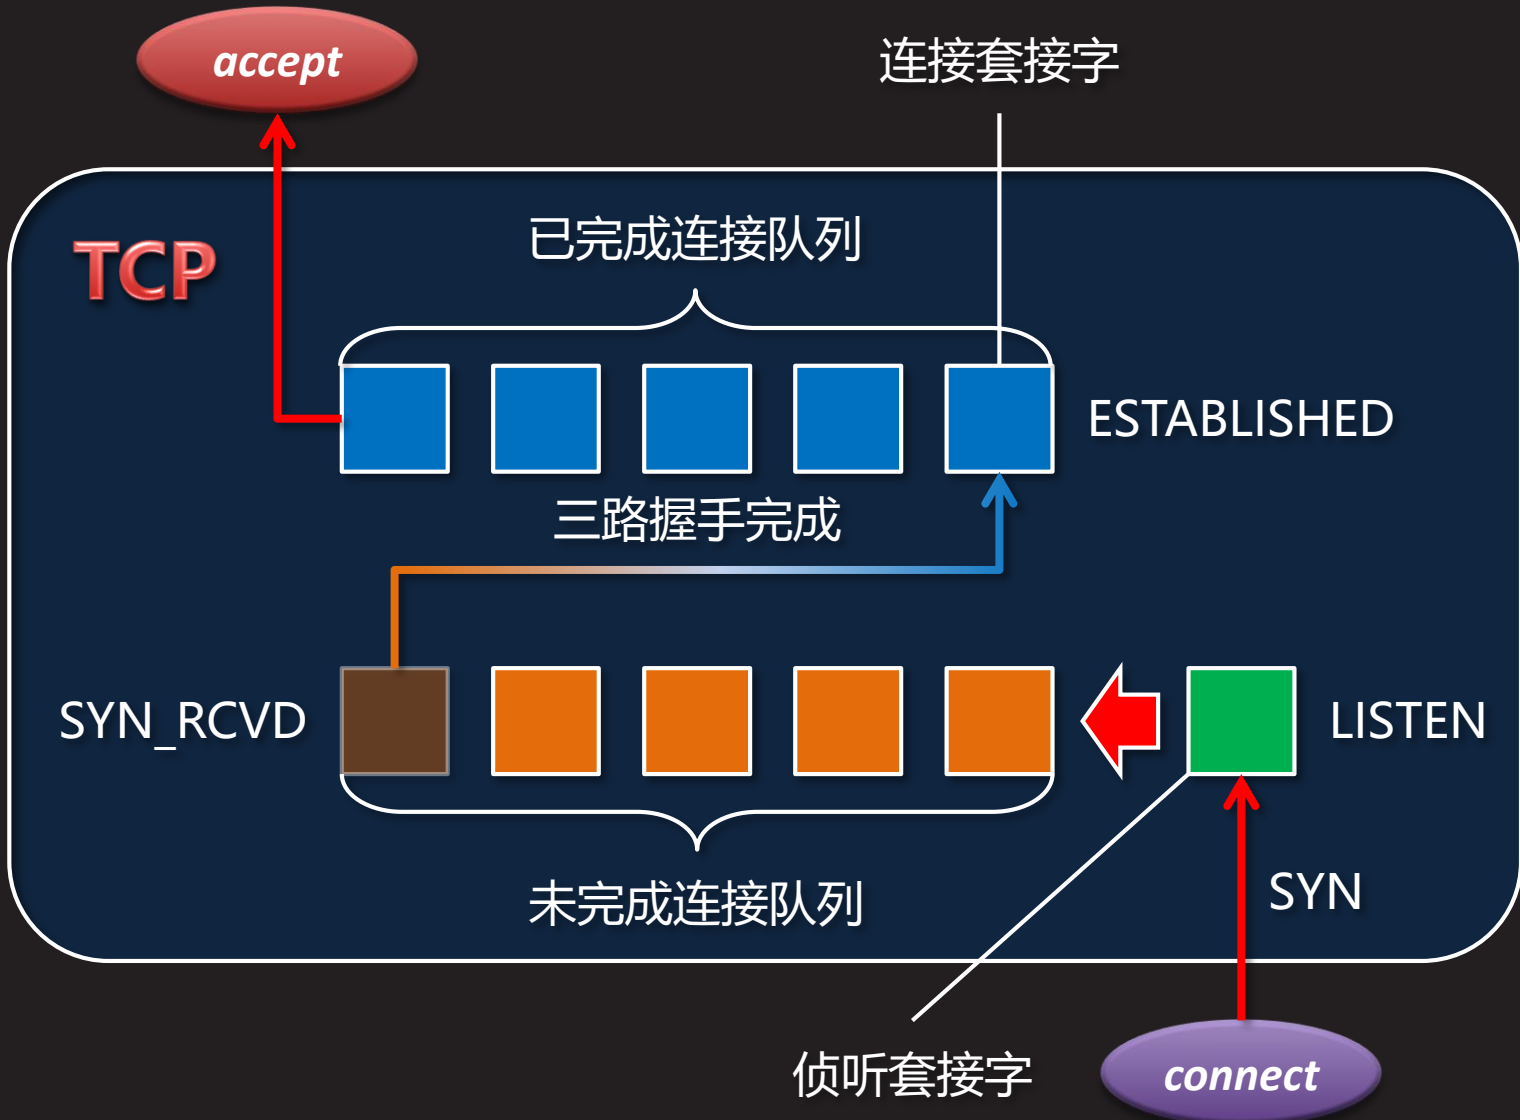 accept
连接套接字
TCP
已完成连接队列
ESTABLISHED
三路握手完成
SYN_RCVD
LISTEN
未完成连接队列
SYN
侦听套接字
connect